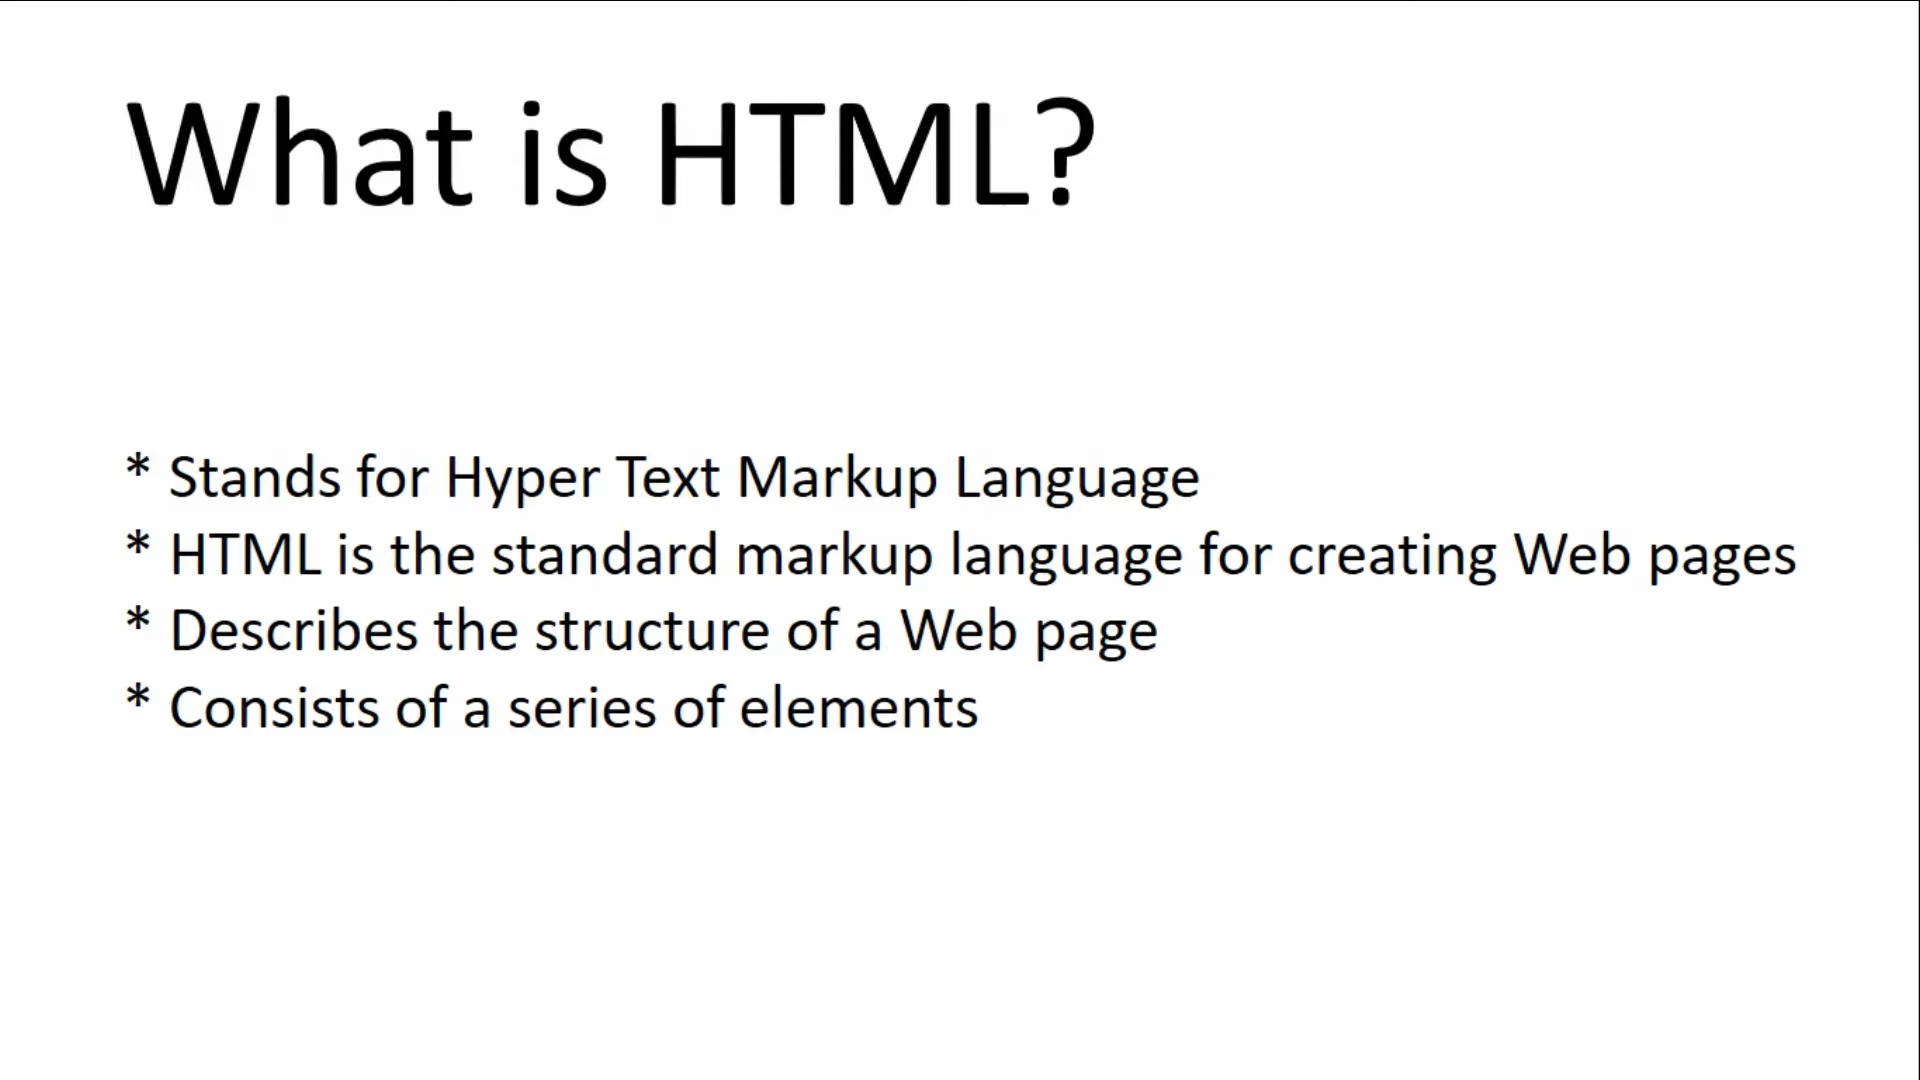 What is HTML?
* Stands for Hyper Text Markup Language
* HTML is the standard markup language for creating Web pages
* Describes the structure of a Web page
* Consists of a series of elements